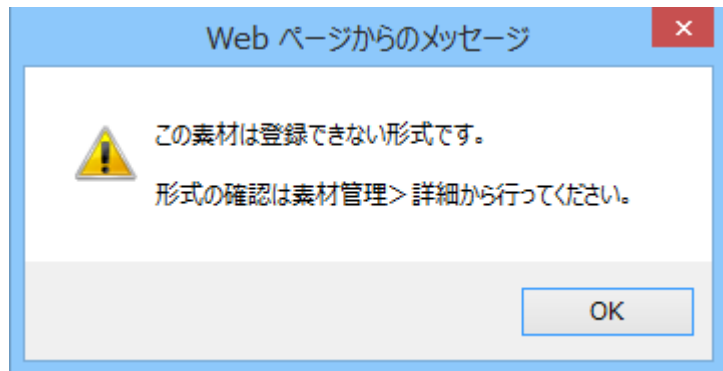 Web ページからのメッセージ
この素材は登録できない形式です。
形式の確認は素材管理>詳細から行ってください。
OK